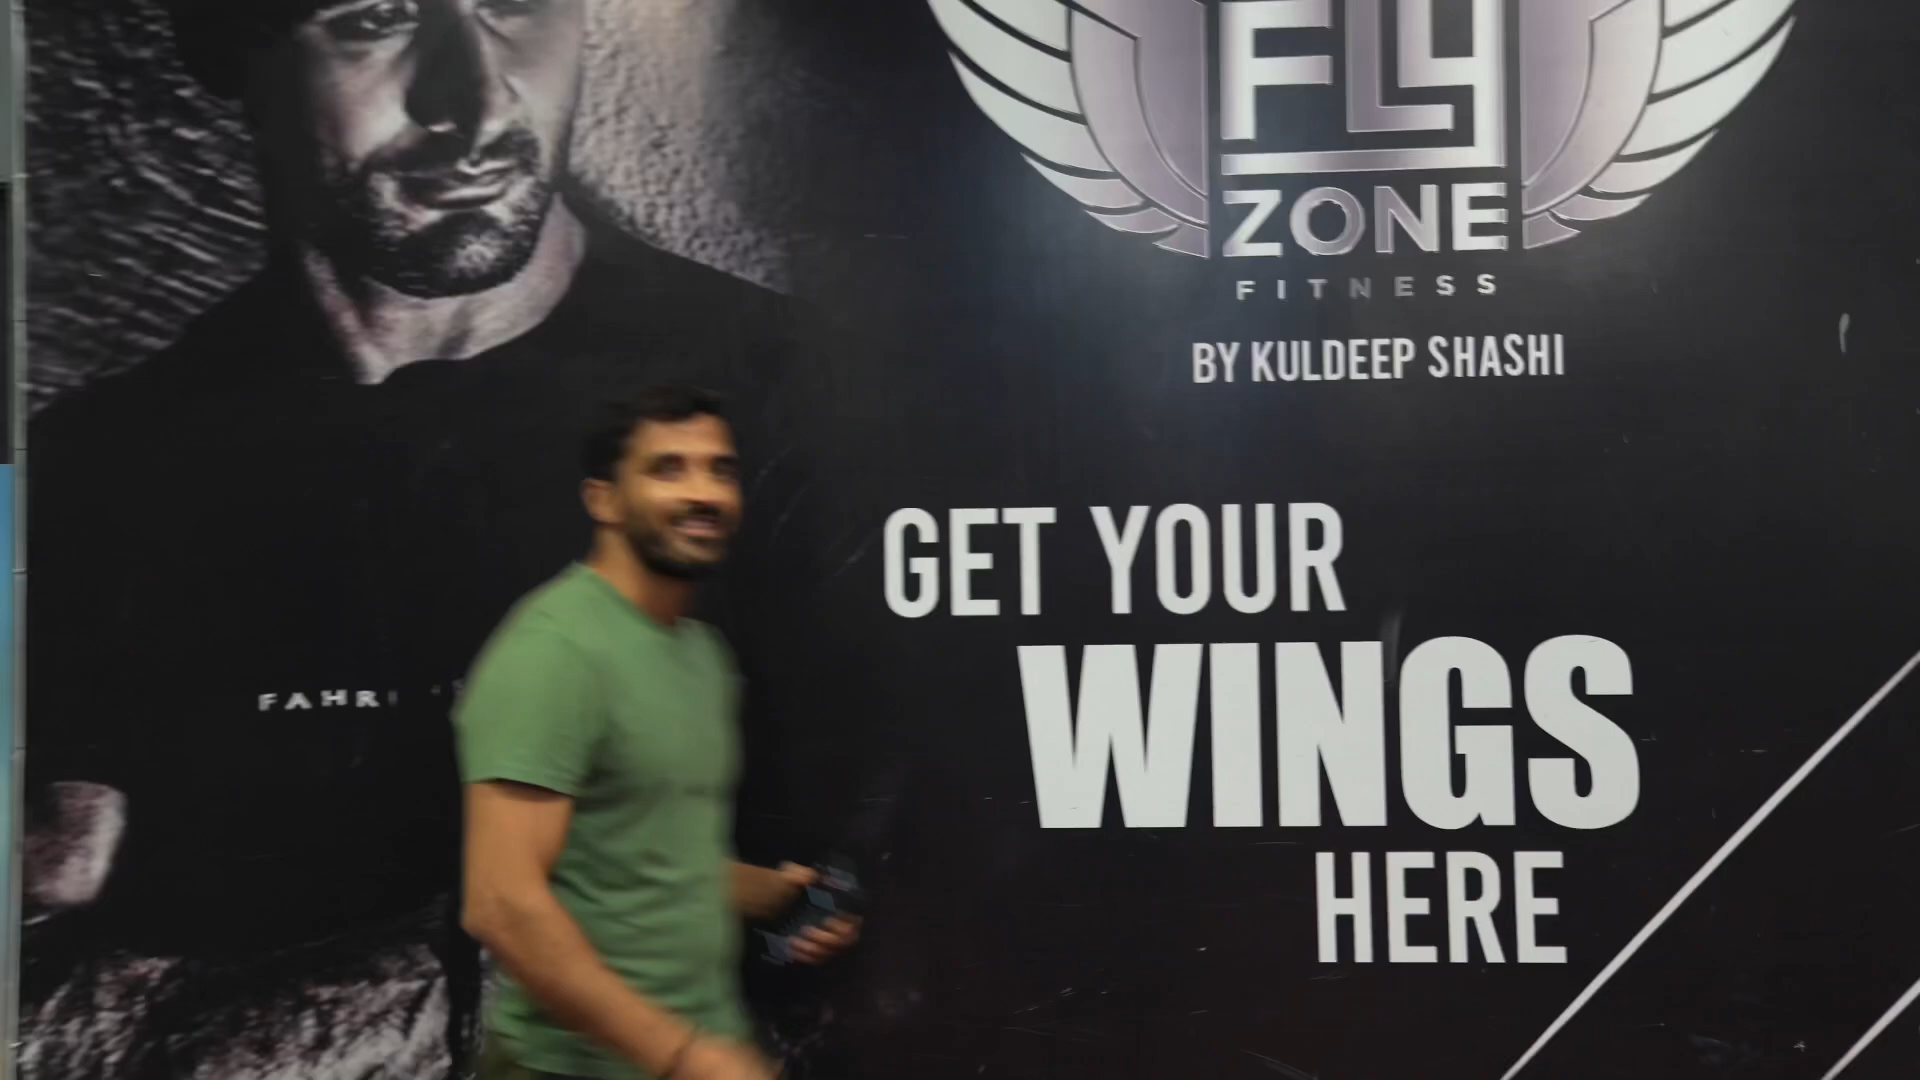 FLY
ZONE
FITNESS
BY KULDEEP SHASHI
GET YOUR
WINGS
HERE